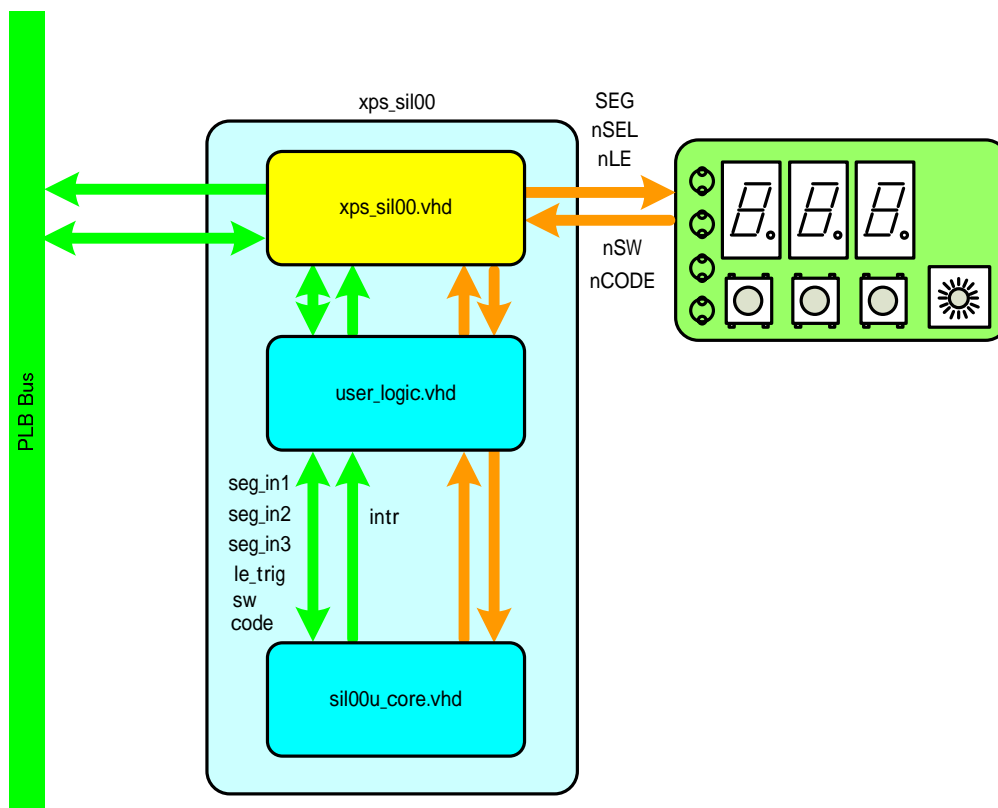 xps_sil00
SEG
nSEL
nLE
xps_sil00.vhd
nSW
nCODE
PLB Bus
user_logic.vhd
seg_in1
seg_in2
seg_in3
le_trig
sw
code
intr
sil00u_core.vhd